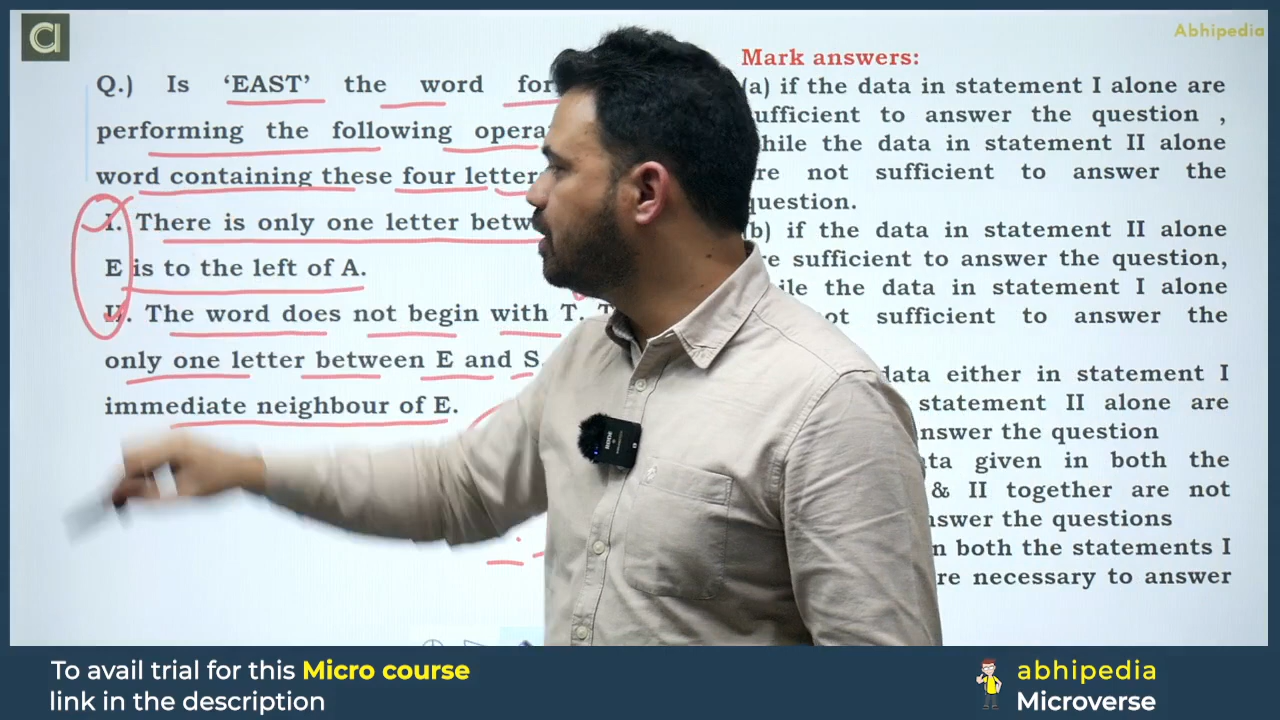 Abhipedia
Q.) Is ‘EAST’ the word
performing the following
word containing these four
I. There is only one letter
E is to the left of A.
II. The word does not begin with T.
only one letter between E and S.
immediate neighbour of E.
Mark answers:
(a) if the data in statement I alone are
sufficient to answer the question ,
while the data in statement II alone
are not sufficient to answer the
question.
(b) if the data in statement II alone
are sufficient to answer the question,
while the data in statement I alone
not sufficient to answer the
data either in statement I
statement II alone are
answer the question
given in both the
& II together are not
answer the questions
in both the statements I
are necessary to answer
To avail trial for this Micro course
link in the description
abhipedia
Microverse